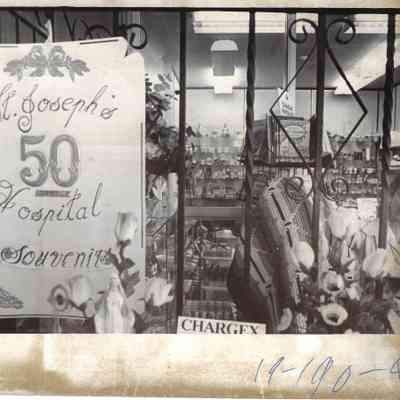 St. Joseph's
50
Hospital
Souvenirs
CHARGEX